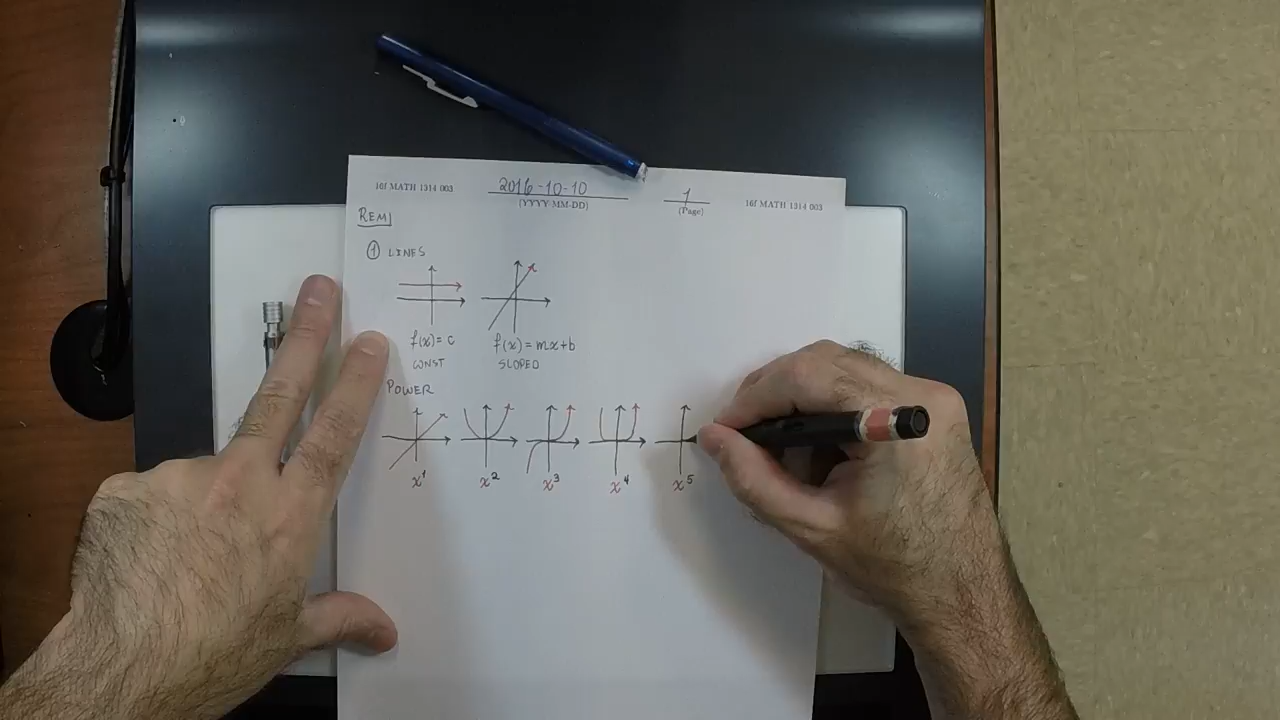 16f MATH 1314 003 2016-10-10 1 16f MATH 1314 003
(YYYY-MM-DD) (Page)
REM
① LINES
f(x)= c f(x)= mx+b
CONST SLOPED
POWER
x¹ x² x³ x⁴ x⁵